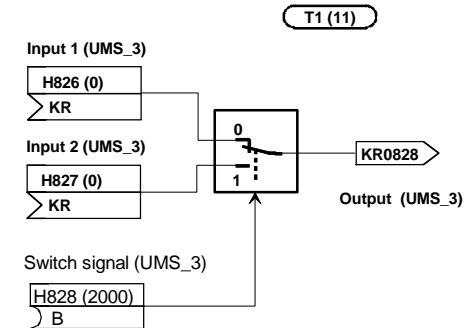 T1 (11)
Input 1 (UMS_3)
H826 (0)
KR
0
Input 2 (UMS_3)
KR0828
H827 (0)
1
KR
Output (UMS_3)
Switch signal (UMS_3)
H828 (2000)
B